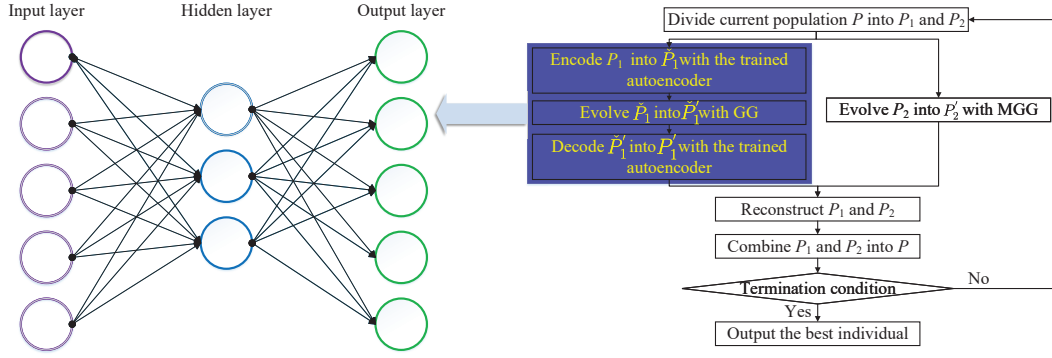 Input layer
Hidden layer
Output layer
Divide current population P into P₁ and P₂
Encode P₁ into P̌₁ with the trained
autoencoder
Evolve P̌₁ into P̌₁′ with GG
Decode P̌₁′ into P₁′ with the trained
autoencoder
Evolve P₂ into P₂′ with MGG
Reconstruct P₁ and P₂
Combine P₁ and P₂ into P
Termination condition
No
Yes
Output the best individual